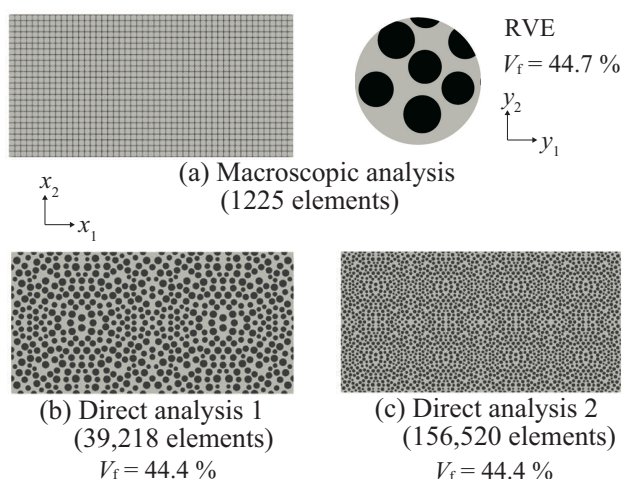 RVE
V_f = 44.7 %
y_2
y_1
(a) Macroscopic analysis
(1225 elements)
x_2
x_1
(b) Direct analysis 1
(39,218 elements)
V_f = 44.4 %
(c) Direct analysis 2
(156,520 elements)
V_f = 44.4 %